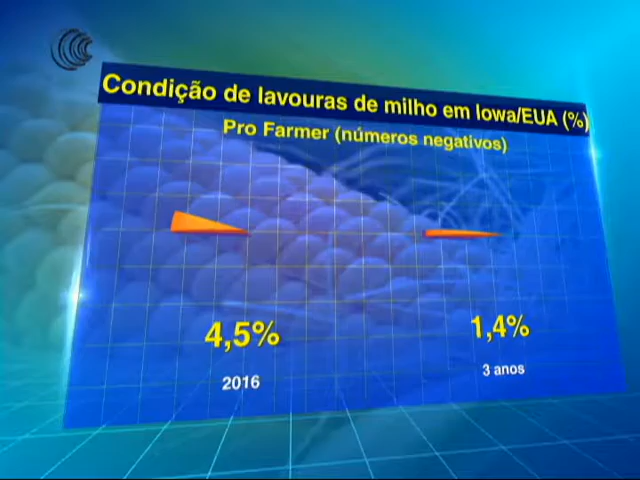 Condição de lavouras de milho em Iowa/EUA (%)
Pro Farmer (números negativos)
4,5%
1,4%
2016
3 anos